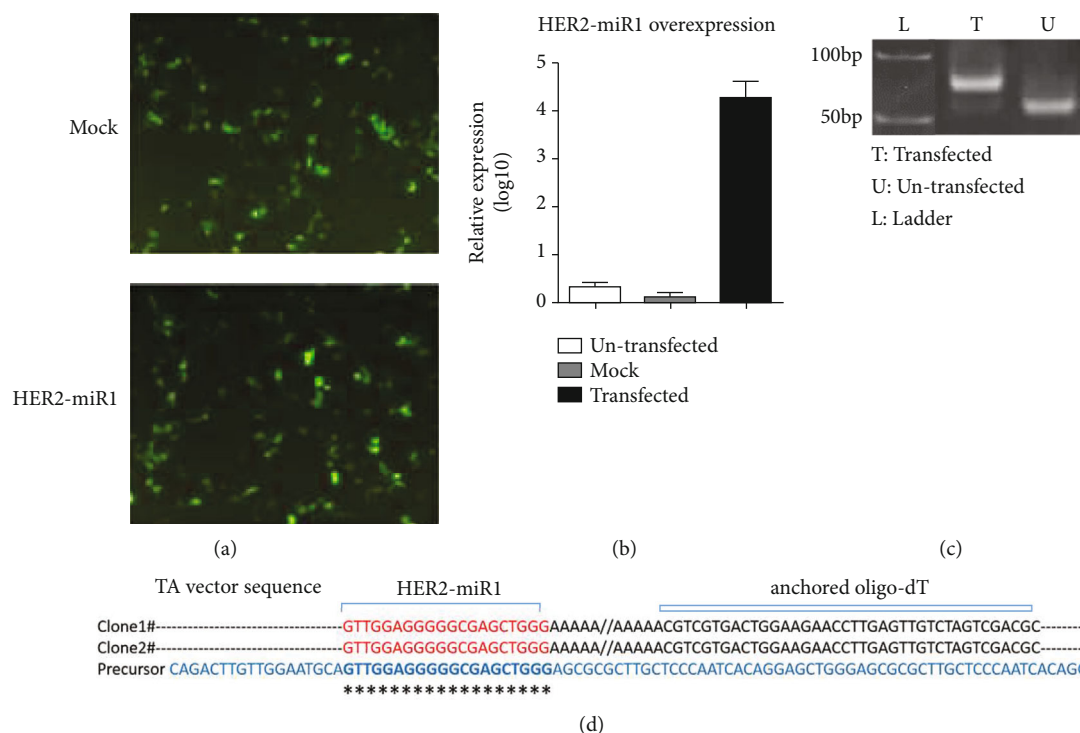 Mock
HER2-miR1
(a)
HER2-miR1 overexpression
Relative expression
(log10)
5
4
3
2
1
0
Un-transfected
Mock
Transfected
(b)
L T U
100bp
50bp
T: Transfected
U: Un-transfected
L: Ladder
(c)
TA vector sequence HER2-miR1 anchored oligo-dT
Clone1#--------------------------------GTTGGAGGGGGCGAGCTGGGAAAAA//AAAAACGTCGTGACTGGAAGAACCTTGAGTTGTCTAGTCGACGC------
Clone2#--------------------------------GTTGGAGGGGGCGAGCTGGGAAAAA//AAAAACGTCGTGACTGGAAGAACCTTGAGTTGTCTAGTCGACGC------
Precursor CAGACTTGTTGGAATGCAGTTGGAGGGGGCGAGCTGGGAGCGCGCTTGCTCCCAATCACAGGAGCTGGGAGCGCGCTTGCTCCCAATCACAGG
*******************
(d)